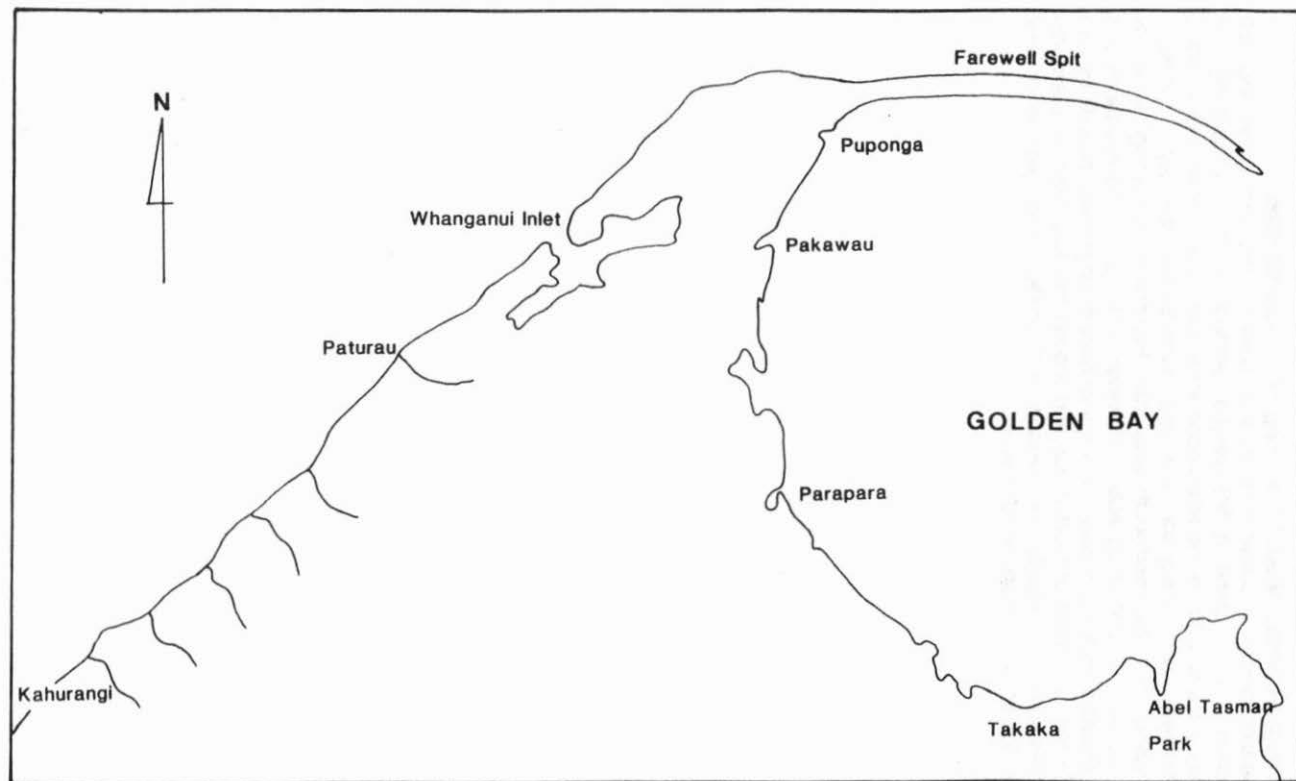 Farewell Spit
N
Puponga
Whanganui Inlet
Pakawau
Paturau
GOLDEN BAY
Parapara
Kahurangi
Takaka
Abel Tasman
Park